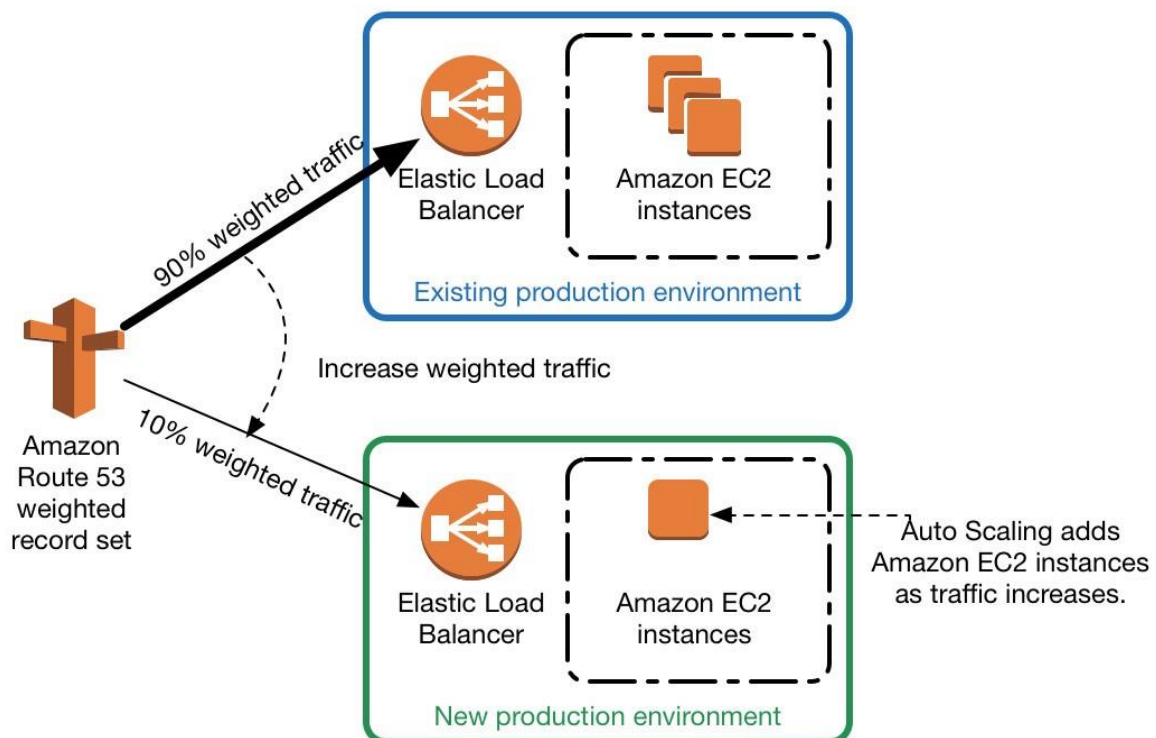 90% weighted traffic
Elastic Load
Balancer
Amazon EC2
instances
Existing production environment
Increase weighted traffic
Amazon
Route 53
weighted
record set
10% weighted traffic
Elastic Load
Balancer
Amazon EC2
instances
Auto Scaling adds
Amazon EC2 instances
as traffic increases.
New production environment